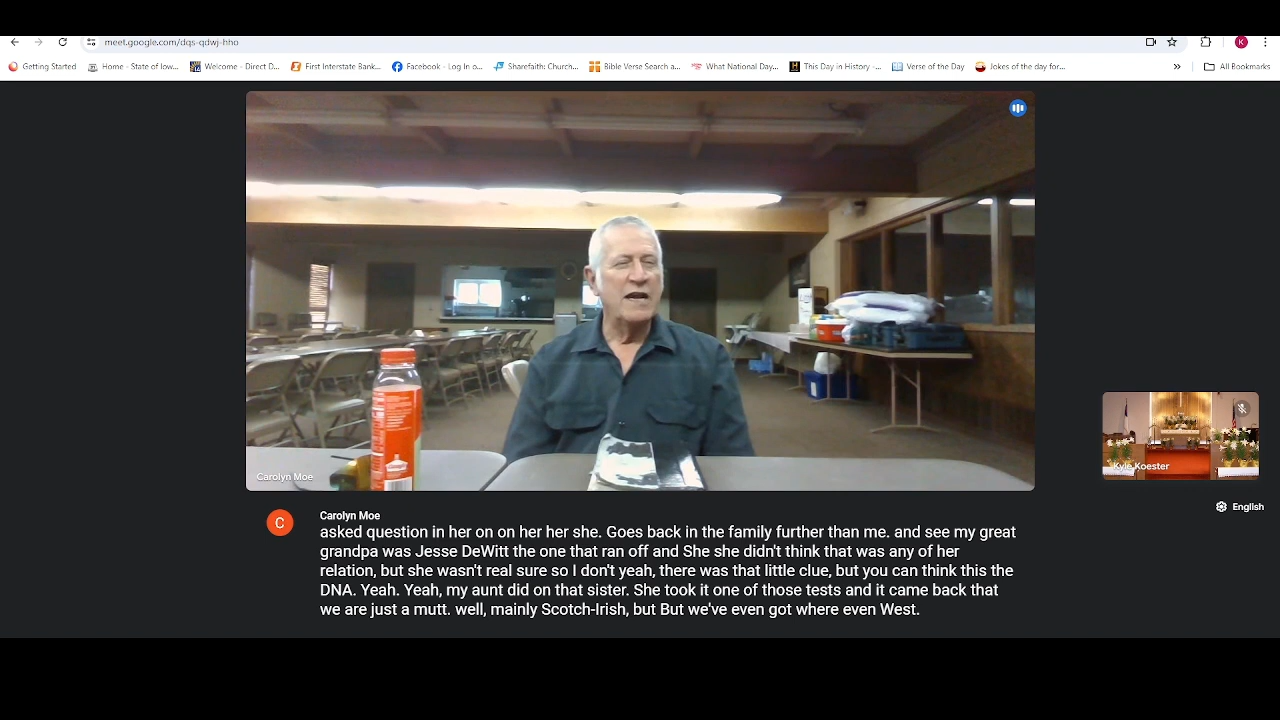 meet.google.com/dqs-qdwj-hho
Getting Started
Home - State of Iow...
Welcome - Direct D...
First Interstate Bank...
Facebook - Log In o...
Sharefaith: Church...
Bible Verse Search a...
What National Day...
This Day in History -...
Verse of the Day
Jokes of the day for...
»
All Bookmarks
K
Carolyn Moe
Kyle Koester
English
C
Carolyn Moe
asked question in her on on her her she. Goes back in the family further than me. and see my great
grandpa was Jesse DeWitt the one that ran off and She she didn't think that was any of her
relation, but she wasn't real sure so I don't yeah, there was that little clue, but you can think this the
DNA. Yeah. Yeah, my aunt did on that sister. She took it one of those tests and it came back that
we are just a mutt. well, mainly Scotch-Irish, but But we've even got where even West.